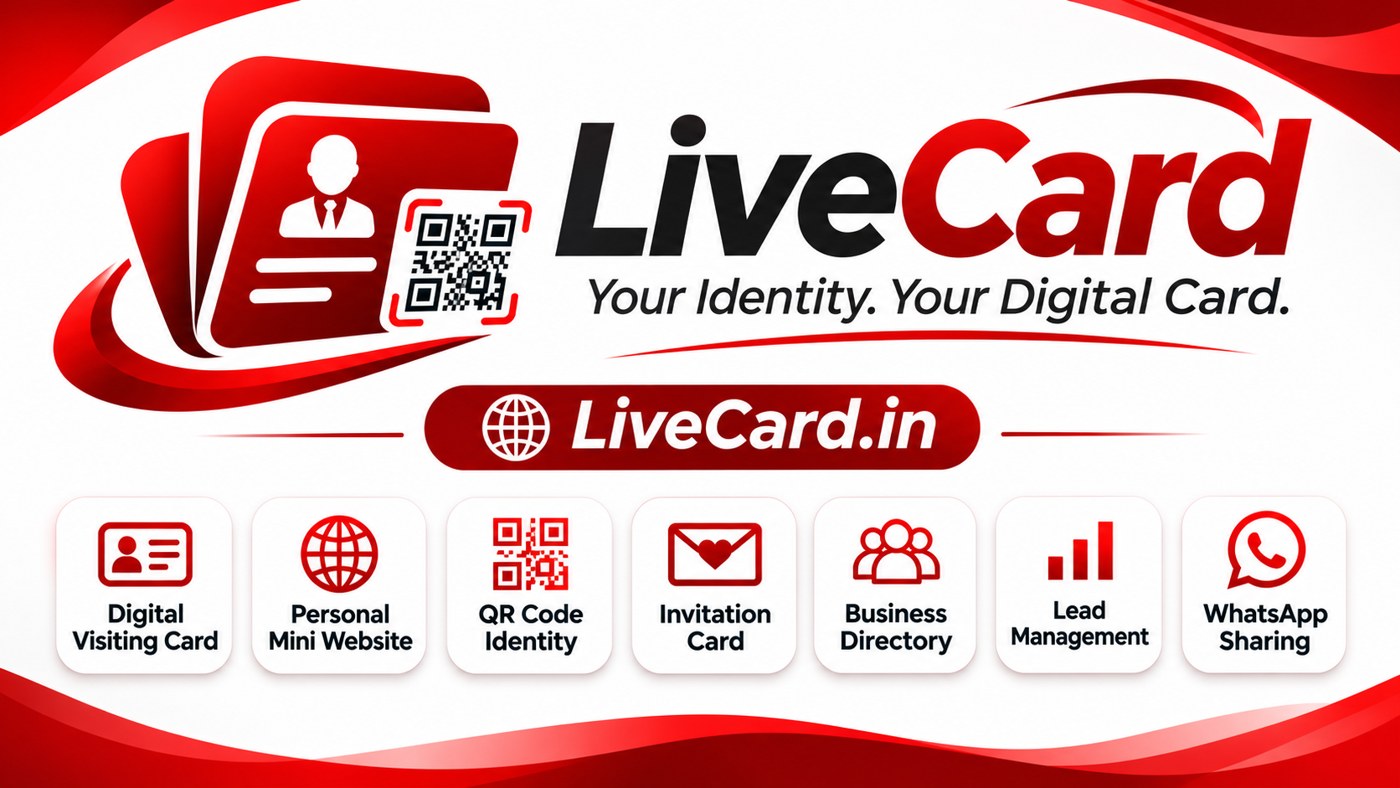 LiveCard
Your Identity. Your Digital Card.
LiveCard.in
Digital
Visiting Card
Personal
Mini Website
QR Code
Identity
Invitation
Card
Business
Directory
Lead
Management
WhatsApp
Sharing